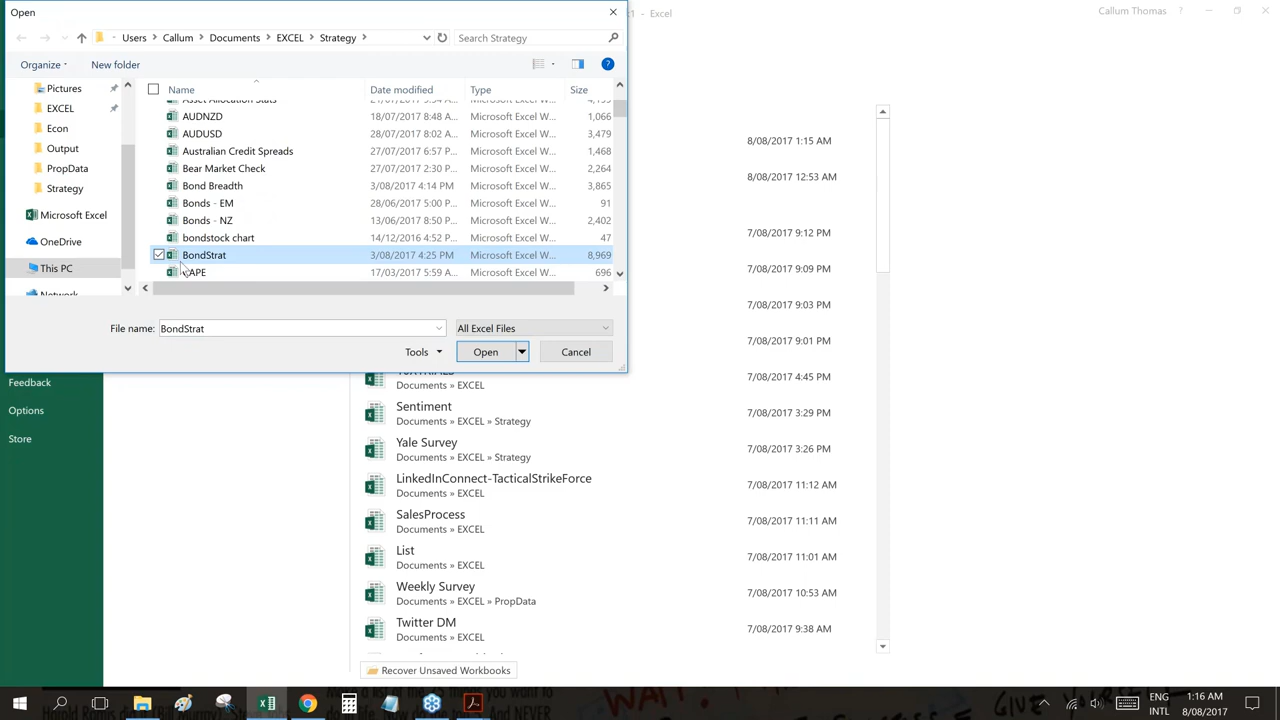 Open
1 - Excel
Callum Thomas
?
Users
Callum
Documents
EXCEL
Strategy
Search Strategy
Organize
New folder
Name
Date modified
Type
Size
Pictures
EXCEL
Econ
Output
PropData
Strategy
Microsoft Excel
OneDrive
This PC
Network
Asset Allocation Stats
AUDNZD 18/07/2017 8:48 A... Microsoft Excel W... 1,066
AUDUSD 28/07/2017 8:02 A... Microsoft Excel W... 3,479
Australian Credit Spreads 27/07/2017 6:57 P... Microsoft Excel W... 1,468
Bear Market Check 27/07/2017 2:30 P... Microsoft Excel W... 2,264
Bond Breadth 3/08/2017 4:14 PM Microsoft Excel W... 3,865
Bonds - EM 28/06/2017 5:00 P... Microsoft Excel W... 91
Bonds - NZ 13/06/2017 8:50 P... Microsoft Excel W... 2,402
bondstock chart 14/12/2016 4:52 P... Microsoft Excel W... 47
BondStrat 3/08/2017 4:25 PM Microsoft Excel W... 8,969
APE 17/03/2017 5:59 A... Microsoft Excel W... 696
File name: BondStrat
All Excel Files
Tools
Open
Cancel
8/08/2017 1:15 AM
8/08/2017 12:53 AM
7/08/2017 9:12 PM
7/08/2017 9:09 PM
7/08/2017 9:03 PM
7/08/2017 9:01 PM
Feedback
Options
Store
7/08/2017 4:45 PM
Documents » EXCEL
Sentiment 7/08/2017 3:29 PM
Documents » EXCEL » Strategy
Yale Survey 7/08/2017 3:26 PM
Documents » EXCEL » Strategy
LinkedInConnect-TacticalStrikeForce 7/08/2017 11:12 AM
Documents » EXCEL
SalesProcess 7/08/2017 11:11 AM
Documents » EXCEL
List 7/08/2017 11:01 AM
Documents » EXCEL
Weekly Survey 7/08/2017 10:53 AM
Documents » EXCEL » PropData
Twitter DM 7/08/2017 9:38 AM
Documents » EXCEL
Recover Unsaved Workbooks
ENG
INTL
1:16 AM
8/08/2017